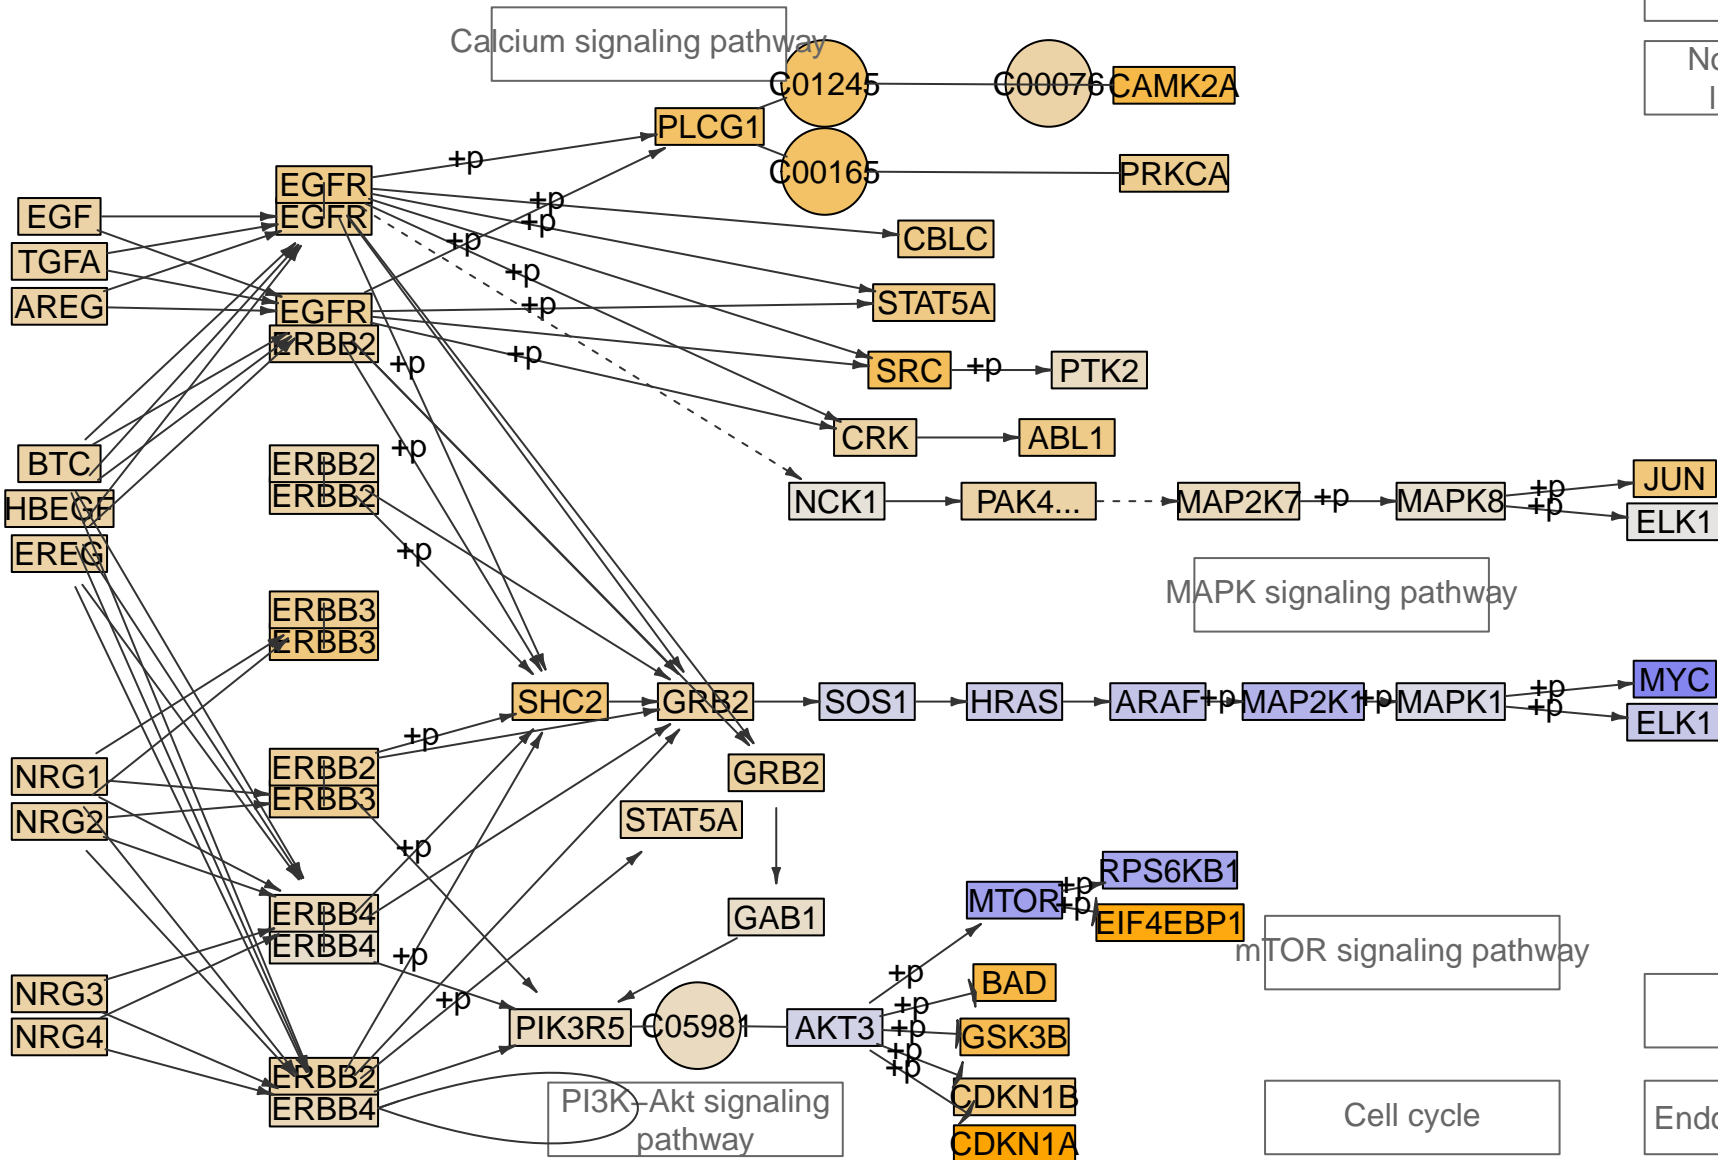 Calcium signaling pathway
No
C01245
C00076
CAMK2A
PLCG1
+p
C00165
PRKCA
EGFR
EGFR
EGF
+p
+p
CBLC
TGFA
+p
+p
AREG
EGFR
+p
STAT5A
ERBB2
+p
+p
SRC
+p
PTK2
CRK
ABL1
+p
BTC
ERBB2
ERBB2
JUN
HBEGF
NCK1
PAK4...
MAP2K7
+p
MAPK8
+p
+p
ELK1
EREG
+p
MAPK signaling pathway
ERBB3
ERBB3
SHC2
GRB2
SOS1
HRAS
ARAF
+p
MAP2K1
+p
MAPK1
+p
+p
MYC
ELK1
+p
NRG1
ERBB2
ERBB3
GRB2
NRG2
STAT5A
+p
MTOR
+p
+p
RPS6KB1
EIF4EBP1
ERBB4
ERBB4
GAB1
mTOR signaling pathway
+p
+p
BAD
NRG3
+p
+p
NRG4
PIK3R5
C05981
AKT3
+p
GSK3B
+p
+p
ERBB2
ERBB4
PI3K–Akt signaling
pathway
CDKN1B
CDKN1A
Cell cycle
Endo